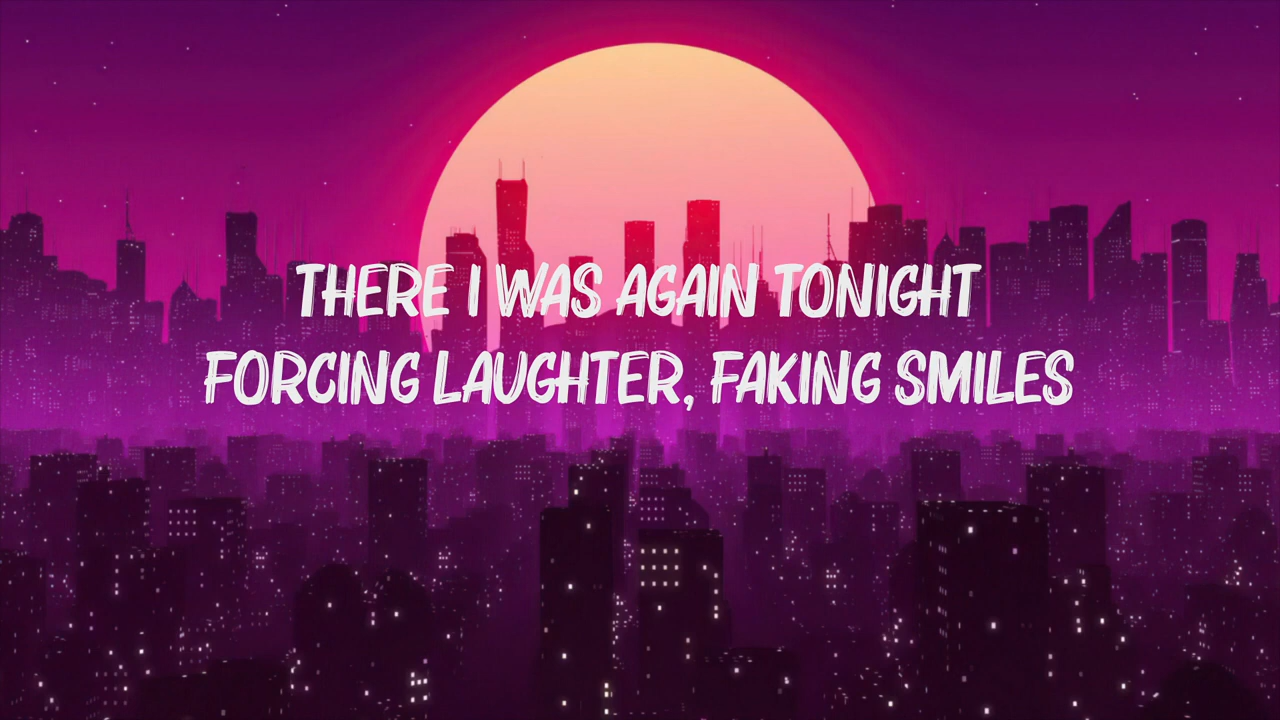 THERE I WAS AGAIN TONIGHT
FORCING LAUGHTER, FAKING SMILES